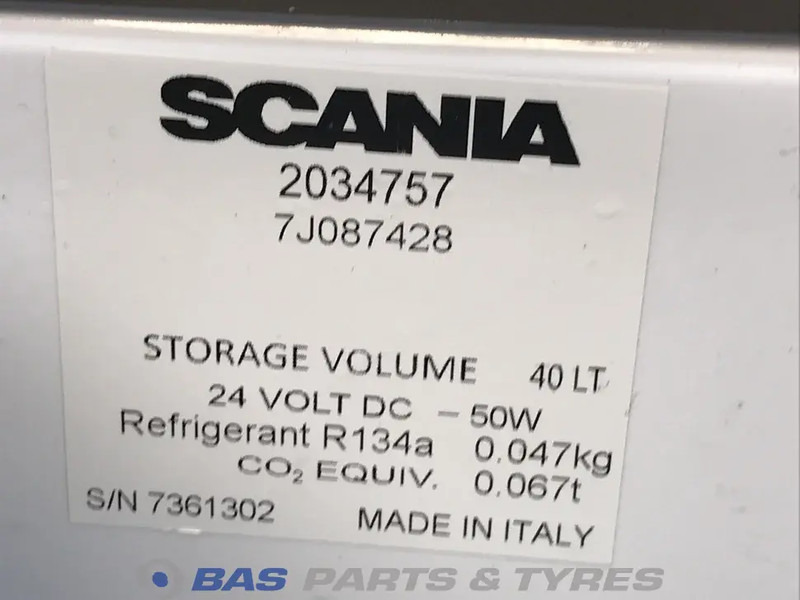 SCANIA
2034757
7J087428
STORAGE VOLUME 40 LT
24 VOLT DC - 50W
Refrigerant R134a 0.047kg
CO₂ EQUIV. 0.067t
S/N 7361302 MADE IN ITALY
BAS PARTS & TYRES